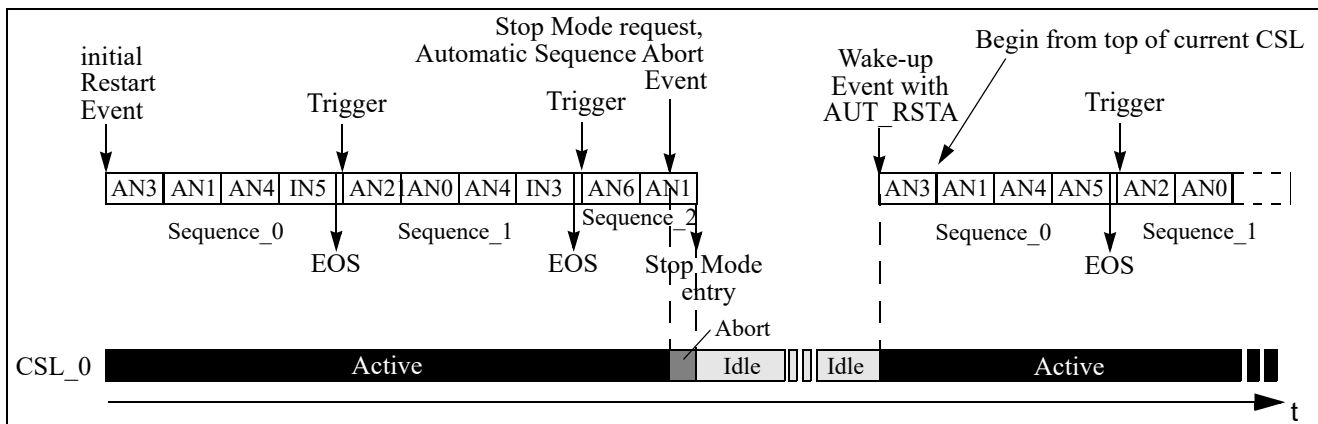 Stop Mode request,
Automatic Sequence Abort
Event
initial
Restart
Event
Trigger
Trigger
Wake-up
Event with
AUT_RSTA
Begin from top of current CSL
Trigger
AN3 AN1 AN4 IN5 AN21 AN0 AN4 IN3 AN6 AN1
AN3 AN1 AN4 AN5 AN2 AN0
Sequence_0
Sequence_1
Sequence_2
Sequence_0
Sequence_1
EOS
EOS
Stop Mode
entry
EOS
Abort
CSL_0
Active
Idle
Idle
Active
t